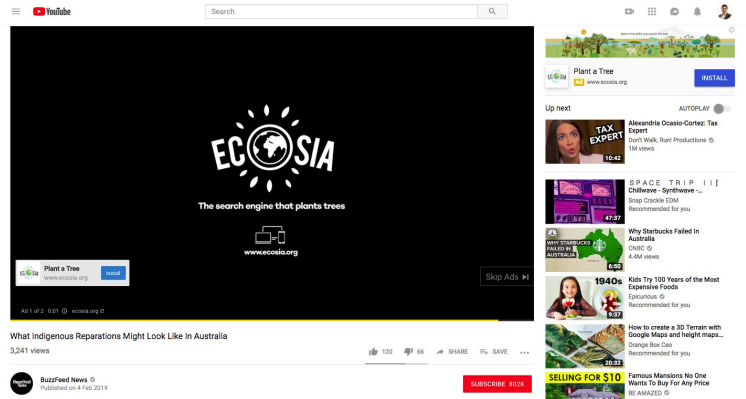 YouTube
Search
ECOSIA
The search engine that plants trees
www.ecosia.org
ECOSIA
Plant a Tree
www.ecosia.org
Install
Skip Ads
Ad 1 of 2 · 0:01
ecosia.org
What Indigenous Reparations Might Look Like In Australia
3,241 views
120
66
SHARE
SAVE
BuzzFeed News
BuzzFeed News
Published on 4 Feb 2019
SUBSCRIBE 802K
ECOSIA
Plant a Tree
Ad www.ecosia.org
INSTALL
Up next
AUTOPLAY
TAX EXPERT
10:42
Alexandria Ocasio-Cortez: Tax
Expert
Don't Walk, Run! Productions
1M views
47:37
SPACE TRIP II [
Chillwave - Synthwave -...
Snap Crackle EDM
Recommended for you
CNBC
WHY STARBUCKS
FAILED IN
AUSTRALIA
6:50
Why Starbucks Failed In
Australia
CNBC
4.4M views
1940s
9:37
Kids Try 100 Years of the Most
Expensive Foods
Epicurious
Recommended for you
20:32
How to create a 3D Terrain with
Google Maps and height maps...
Orange Box Ceo
Recommended for you
SELLING FOR $10
Famous Mansions No One
Wants To Buy For Any Price
BE AMAZED